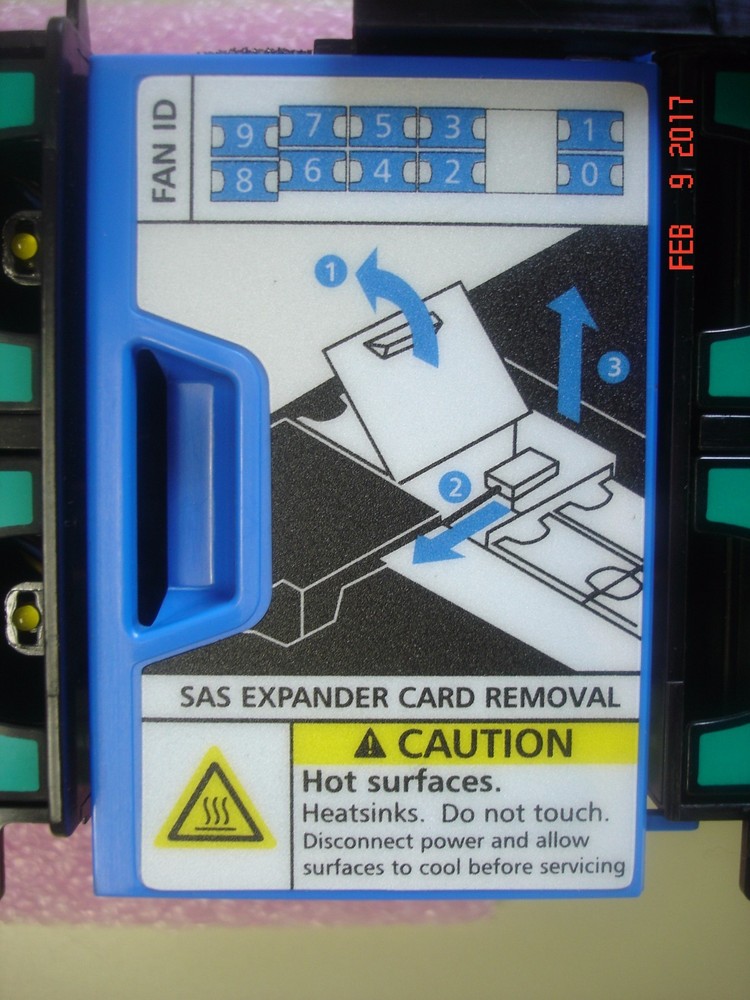 FAN ID
9 7 5 3 1
8 6 4 2 0
1
2
3
SAS EXPANDER CARD REMOVAL
CAUTION
Hot surfaces.
Heatsinks. Do not touch.
Disconnect power and allow
surfaces to cool before servicing
FEB 9 2017